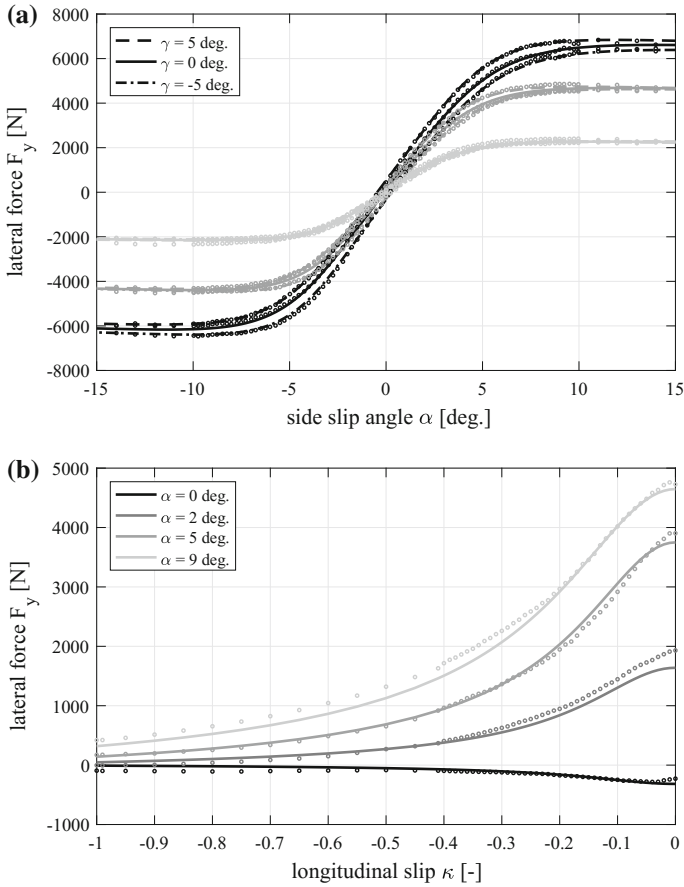 (a)
8000
6000
4000
2000
0
-2000
-4000
-6000
-8000
lateral force F_y [N]
γ = 5 deg.
γ = 0 deg.
γ = -5 deg.
-15 -10 -5 0 5 10 15
side slip angle α [deg.]
(b)
5000
4000
3000
2000
1000
0
-1000
lateral force F_y [N]
α = 0 deg.
α = 2 deg.
α = 5 deg.
α = 9 deg.
-1 -0.9 -0.8 -0.7 -0.6 -0.5 -0.4 -0.3 -0.2 -0.1 0
longitudinal slip κ [-]